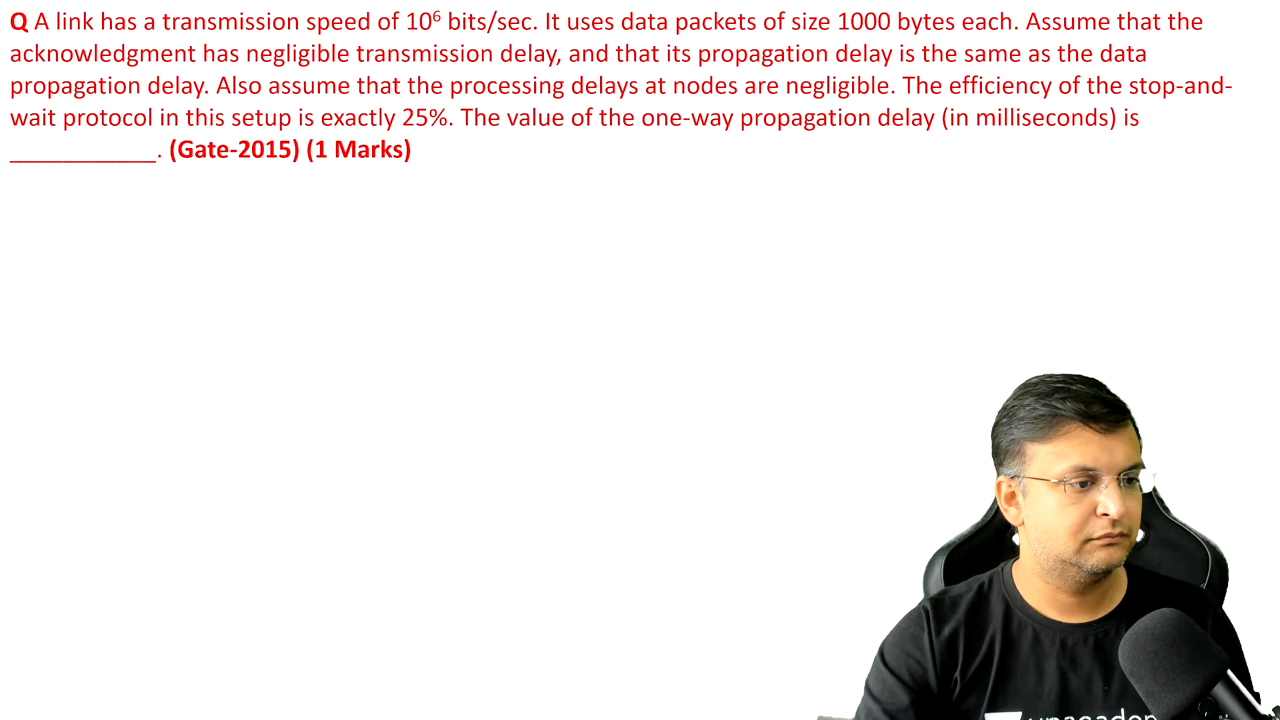 Q A link has a transmission speed of 10⁶ bits/sec. It uses data packets of size 1000 bytes each. Assume that the
acknowledgment has negligible transmission delay, and that its propagation delay is the same as the data
propagation delay. Also assume that the processing delays at nodes are negligible. The efficiency of the stop-and-
wait protocol in this setup is exactly 25%. The value of the one-way propagation delay (in milliseconds) is
___________. (Gate-2015) (1 Marks)